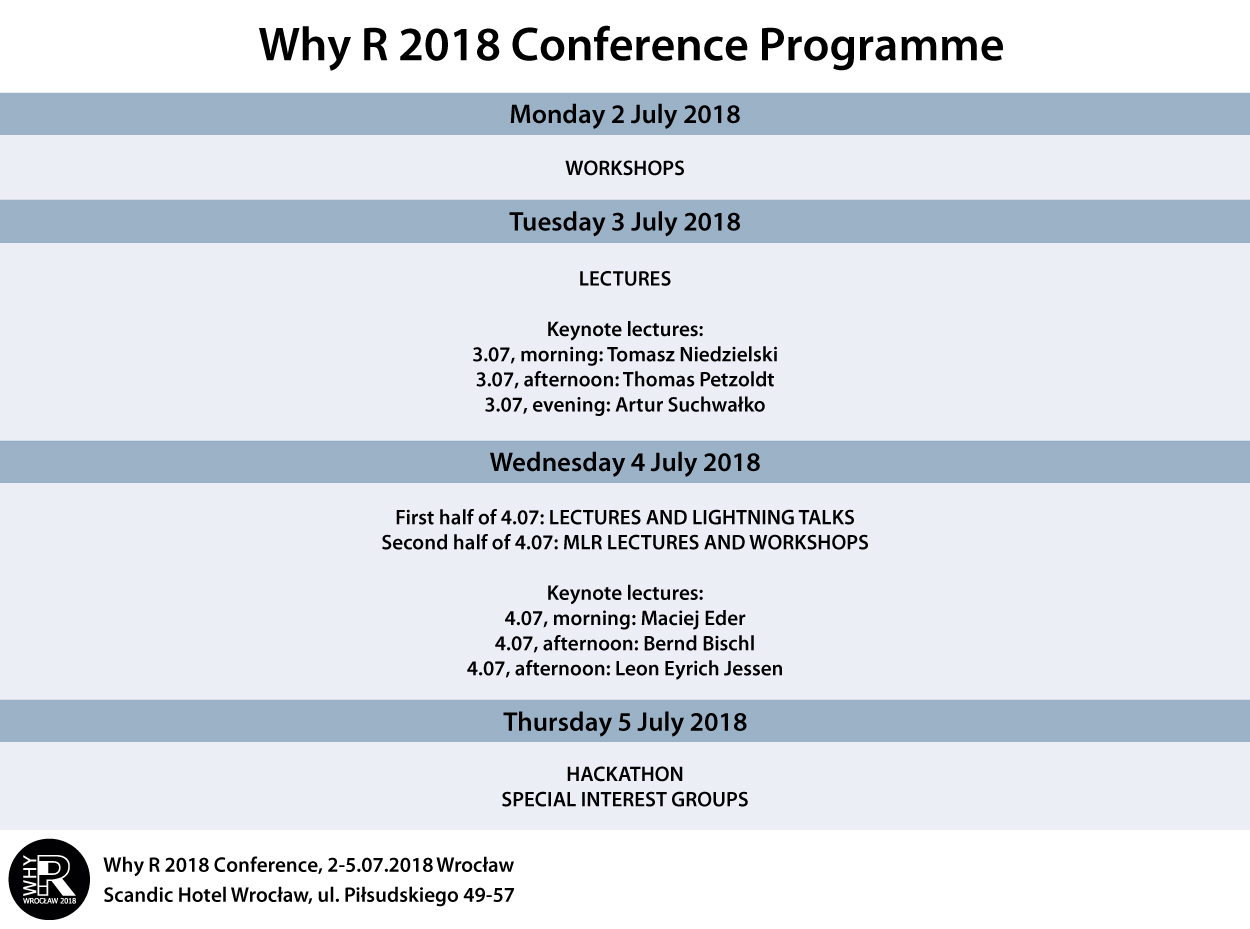 Why R 2018 Conference Programme
Monday 2 July 2018
WORKSHOPS
Tuesday 3 July 2018
LECTURES
Keynote lectures:
3.07, morning: Tomasz Niedzielski
3.07, afternoon: Thomas Petzoldt
3.07, evening: Artur Suchwałko
Wednesday 4 July 2018
First half of 4.07: LECTURES AND LIGHTNING TALKS
Second half of 4.07: MLR LECTURES AND WORKSHOPS
Keynote lectures:
4.07, morning: Maciej Eder
4.07, afternoon: Bernd Bischl
4.07, afternoon: Leon Eyrich Jessen
Thursday 5 July 2018
HACKATHON
SPECIAL INTEREST GROUPS
WHY R
WROCŁAW 2018
Why R 2018 Conference, 2-5.07.2018 Wrocław
Scandic Hotel Wrocław, ul. Piłsudskiego 49-57